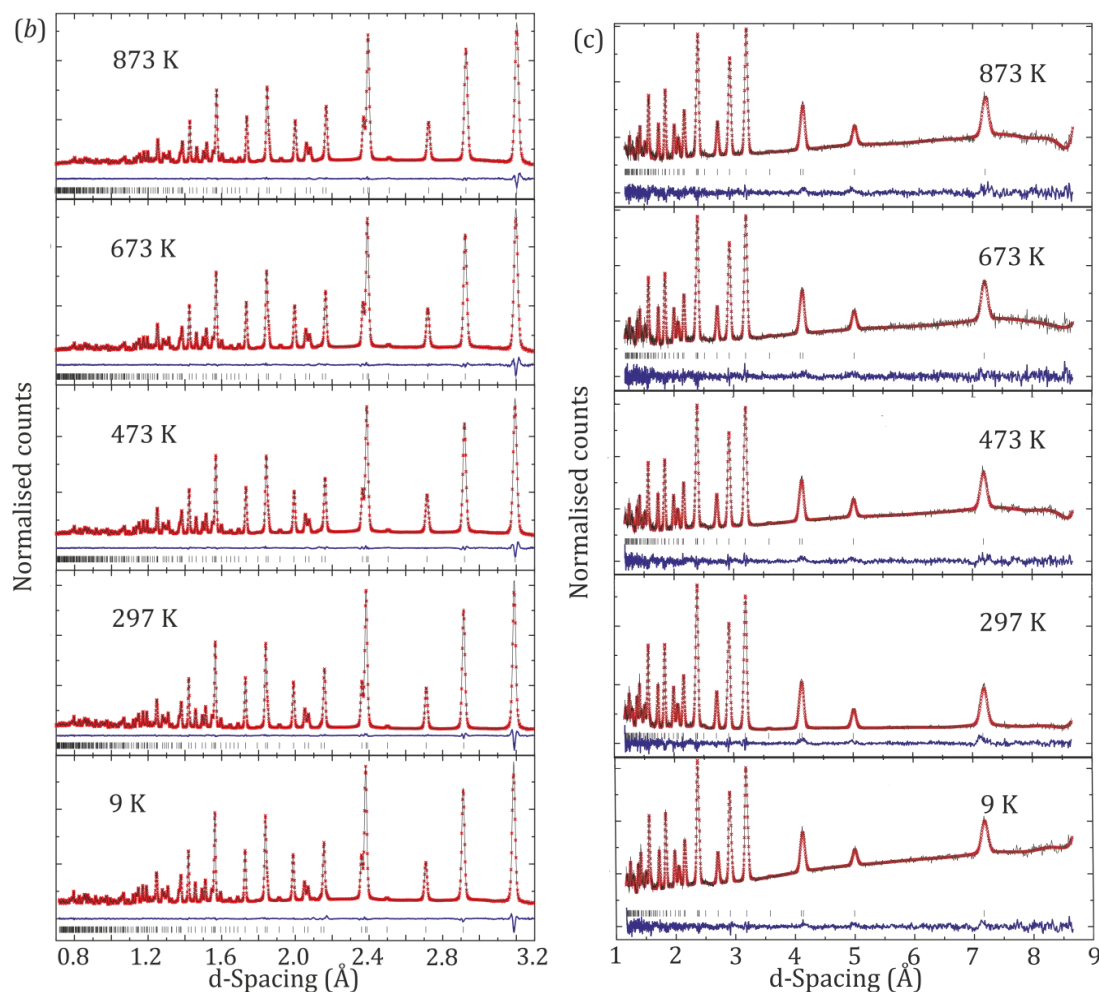 (b)
873 K
673 K
473 K
297 K
9 K
Normalised counts
0.8 1.2 1.6 2.0 2.4 2.8 3.2
d-Spacing (Å)
(c)
873 K
673 K
473 K
297 K
9 K
Normalised counts
1 2 3 4 5 6 7 8 9
d-Spacing (Å)